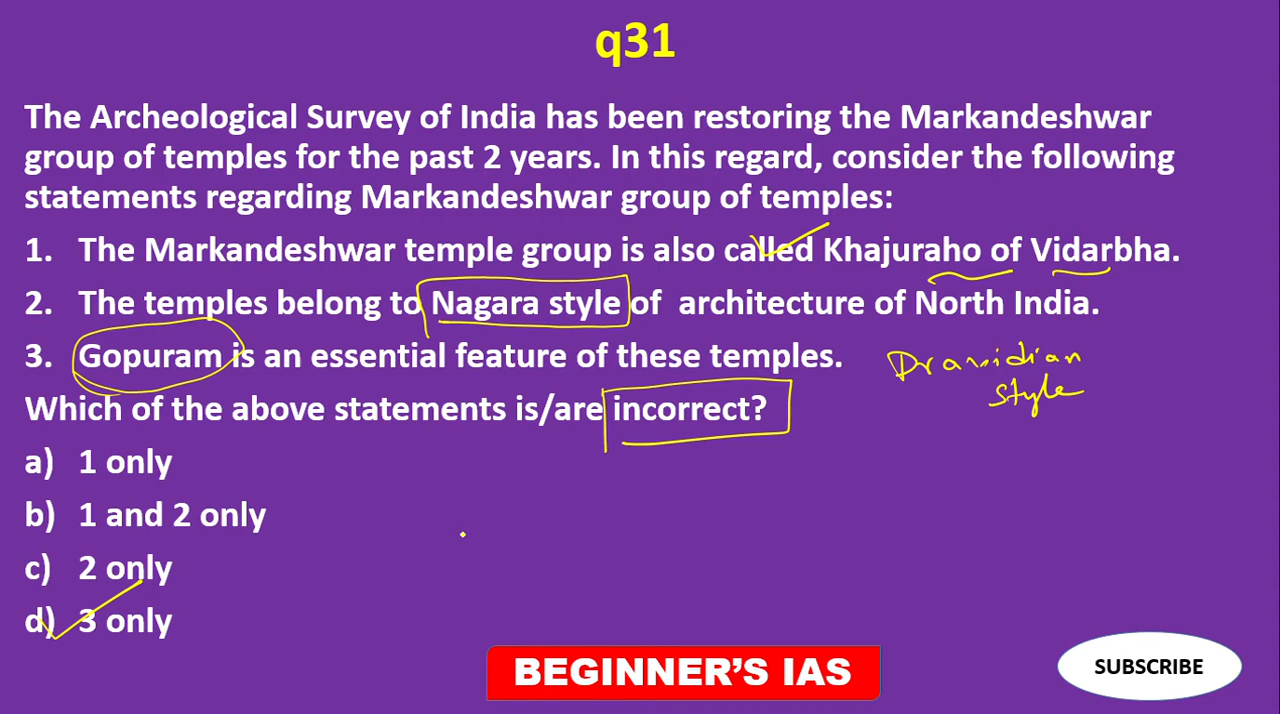 q31
The Archeological Survey of India has been restoring the Markandeshwar
group of temples for the past 2 years. In this regard, consider the following
statements regarding Markandeshwar group of temples:
1. The Markandeshwar temple group is also called Khajuraho of Vidarbha.
2. The temples belong to Nagara style of architecture of North India.
3. Gopuram is an essential feature of these temples.
Dravidian
style
Which of the above statements is/are incorrect?
a) 1 only
b) 1 and 2 only
c) 2 only
d) 3 only
BEGINNER'S IAS
SUBSCRIBE